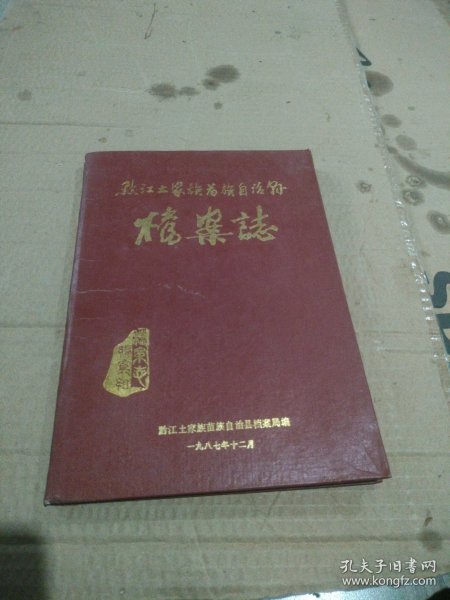 黔江土家族苗族自治县
檔案誌
黔江土家族苗族自治县档案局编
一九八七年十二月
孔夫子旧书网
www.kongfz.com